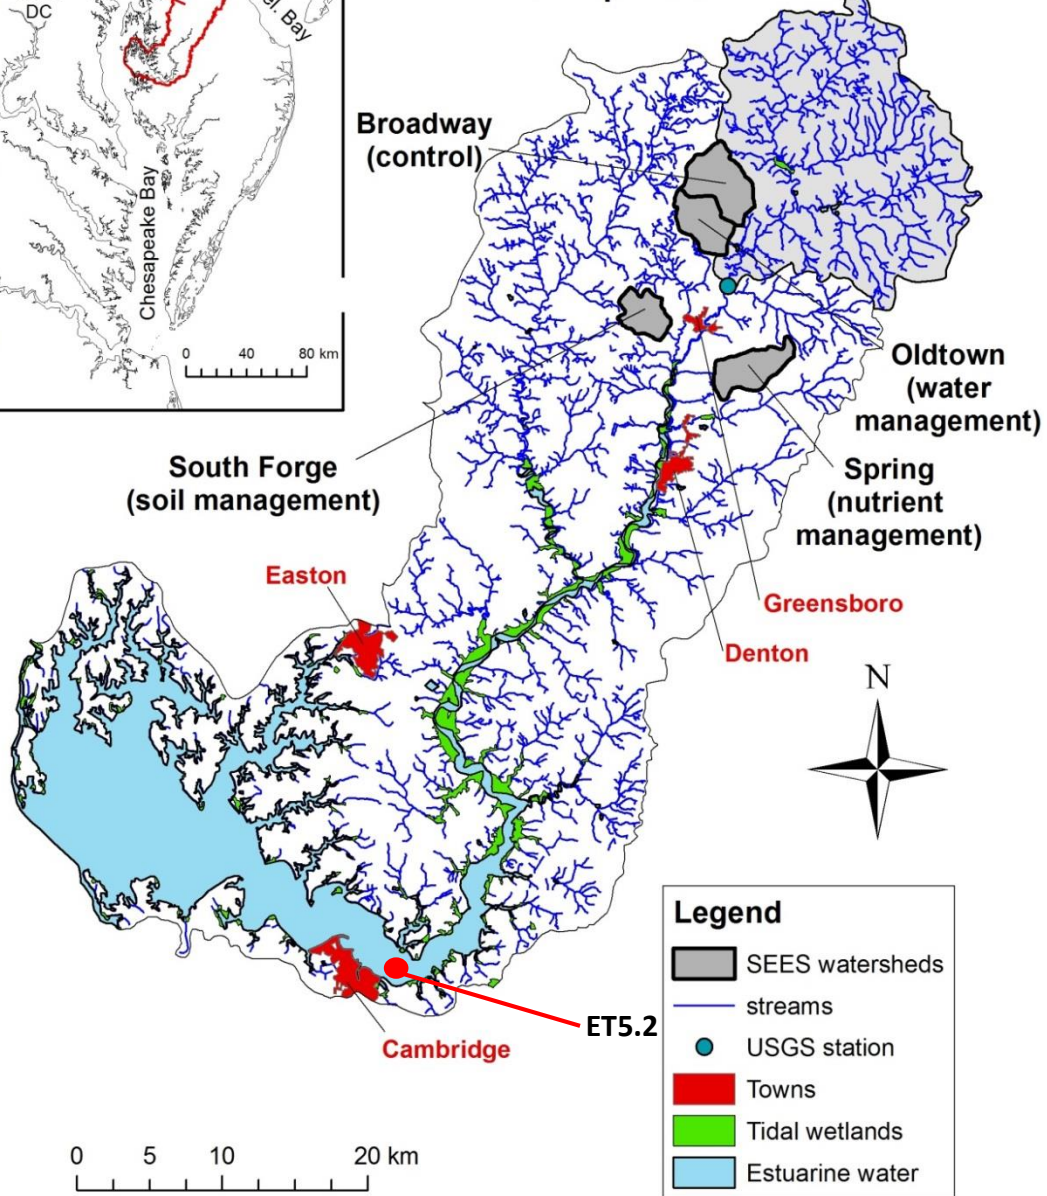 DC
el. Bay
Chesapeake Bay
0 40 80 km
Broadway
(control)
Oldtown
(water
management)
South Forge
(soil management)
Spring
(nutrient
management)
Easton
Greensboro
Denton
N
ET5.2
Cambridge
Legend
SEES watersheds
streams
USGS station
Towns
Tidal wetlands
Estuarine water
0 5 10 20 km